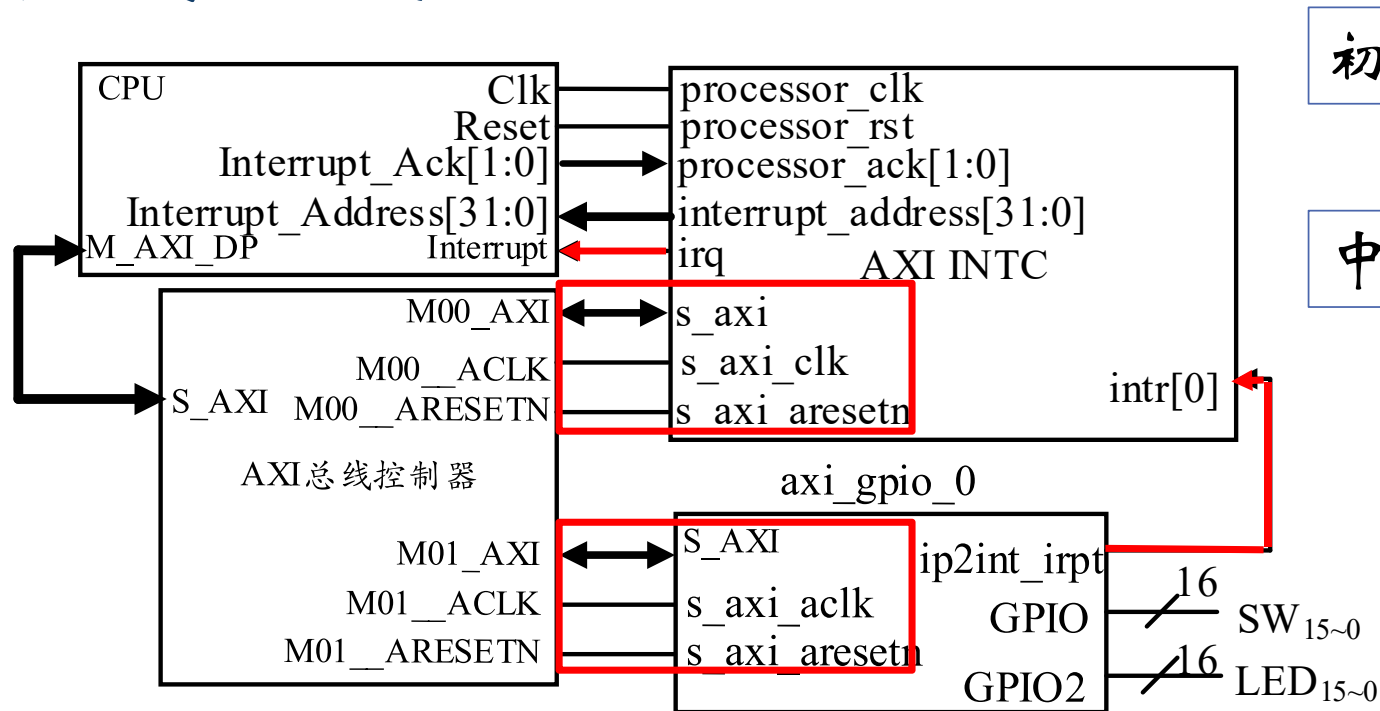 初
中
CPU
Clk
Reset
Interrupt_Ack[1:0]
Interrupt_Address[31:0]
M_AXI_DP
Interrupt
processor_clk
processor_rst
processor_ack[1:0]
interrupt_address[31:0]
irq
AXI INTC
s_axi
s_axi_clk
s_axi_aresetn
intr[0]
M00_AXI
M00__ACLK
S_AXI
M00__ARESETN
AXI总线控制器
M01_AXI
M01__ACLK
M01__ARESETN
axi_gpio_0
S_AXI
s_axi_aclk
s_axi_aresetn
ip2int_irpt
GPIO
GPIO2
16
SW15~0
16
LED15~0